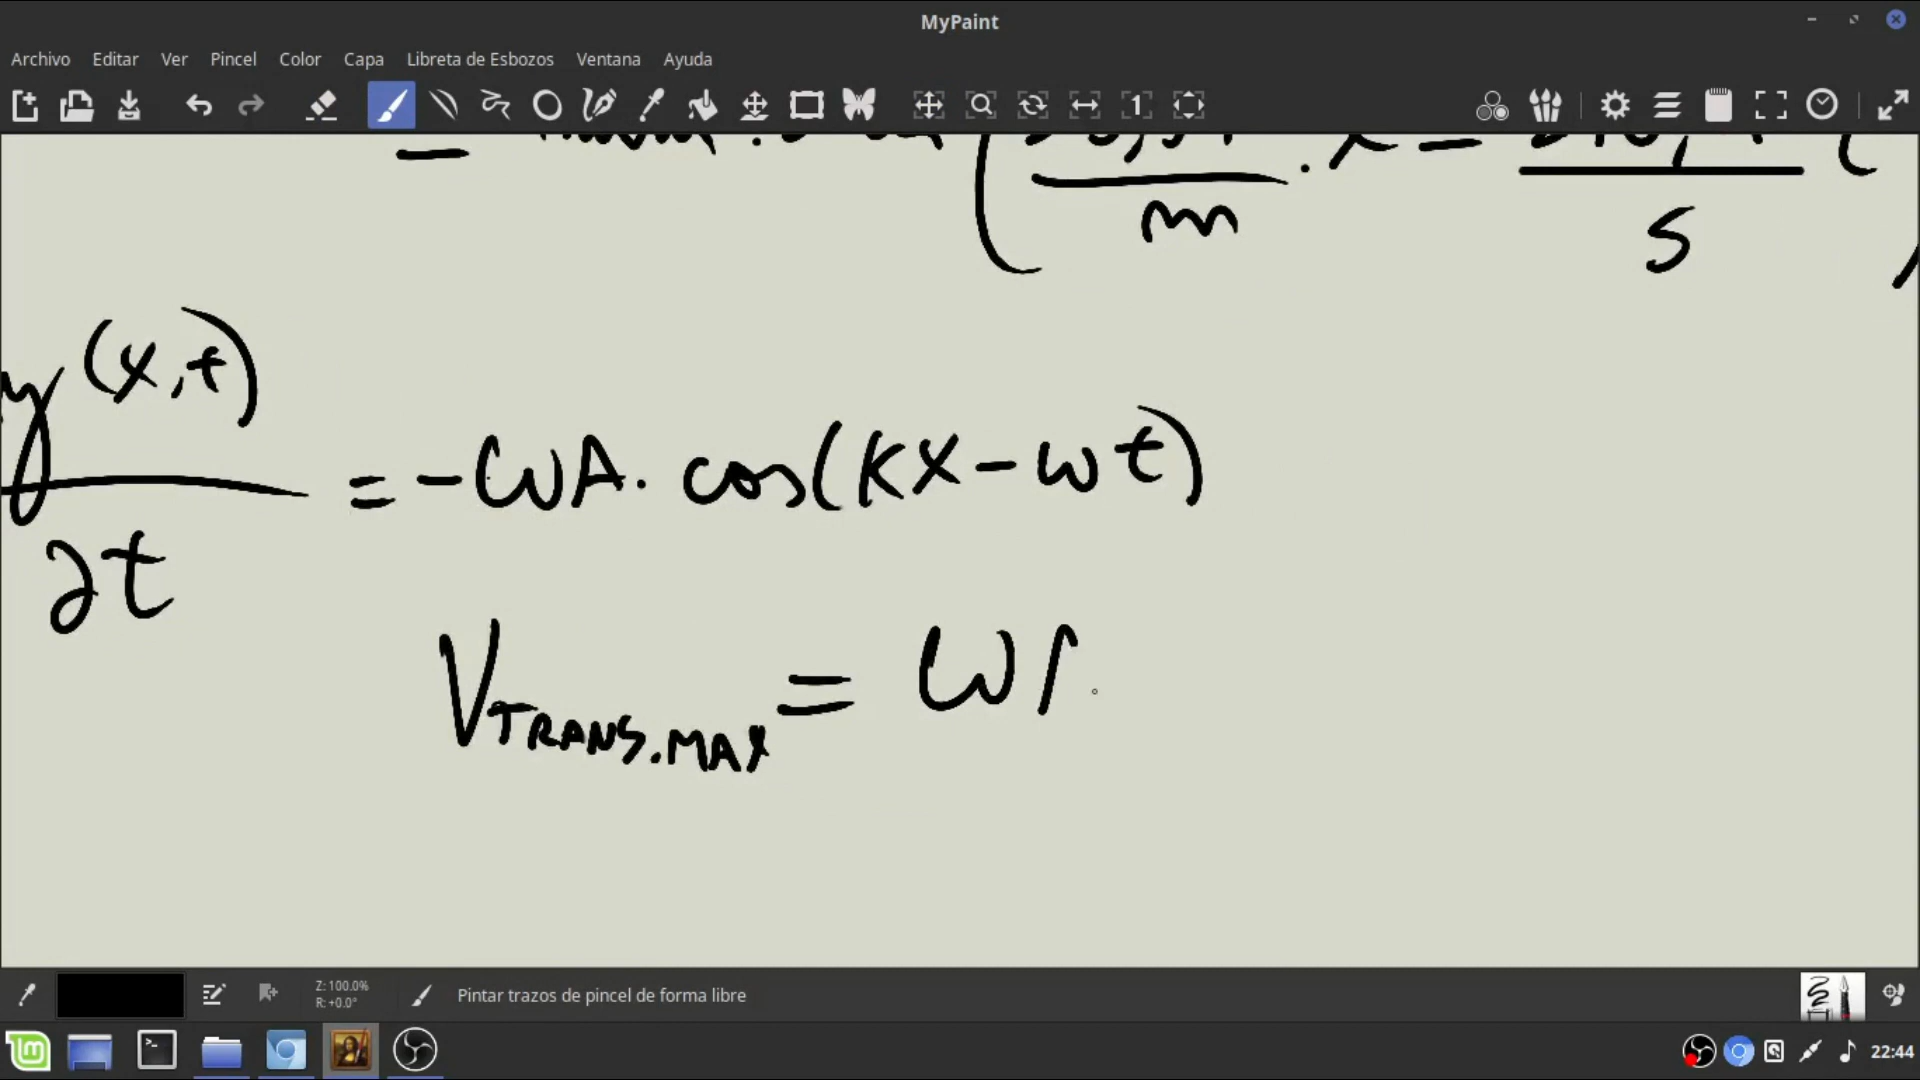 MyPaint
Archivo Editar Ver Pincel Color Capa Libreta de Esbozos Ventana Ayuda
m
s
y(x,t)
∂t
= -ωA. cos(Kx-ωt)
VTRANS.MAX = ω
Z: 100.0%
R: +0.0°
Pintar trazos de pincel de forma libre
22:44